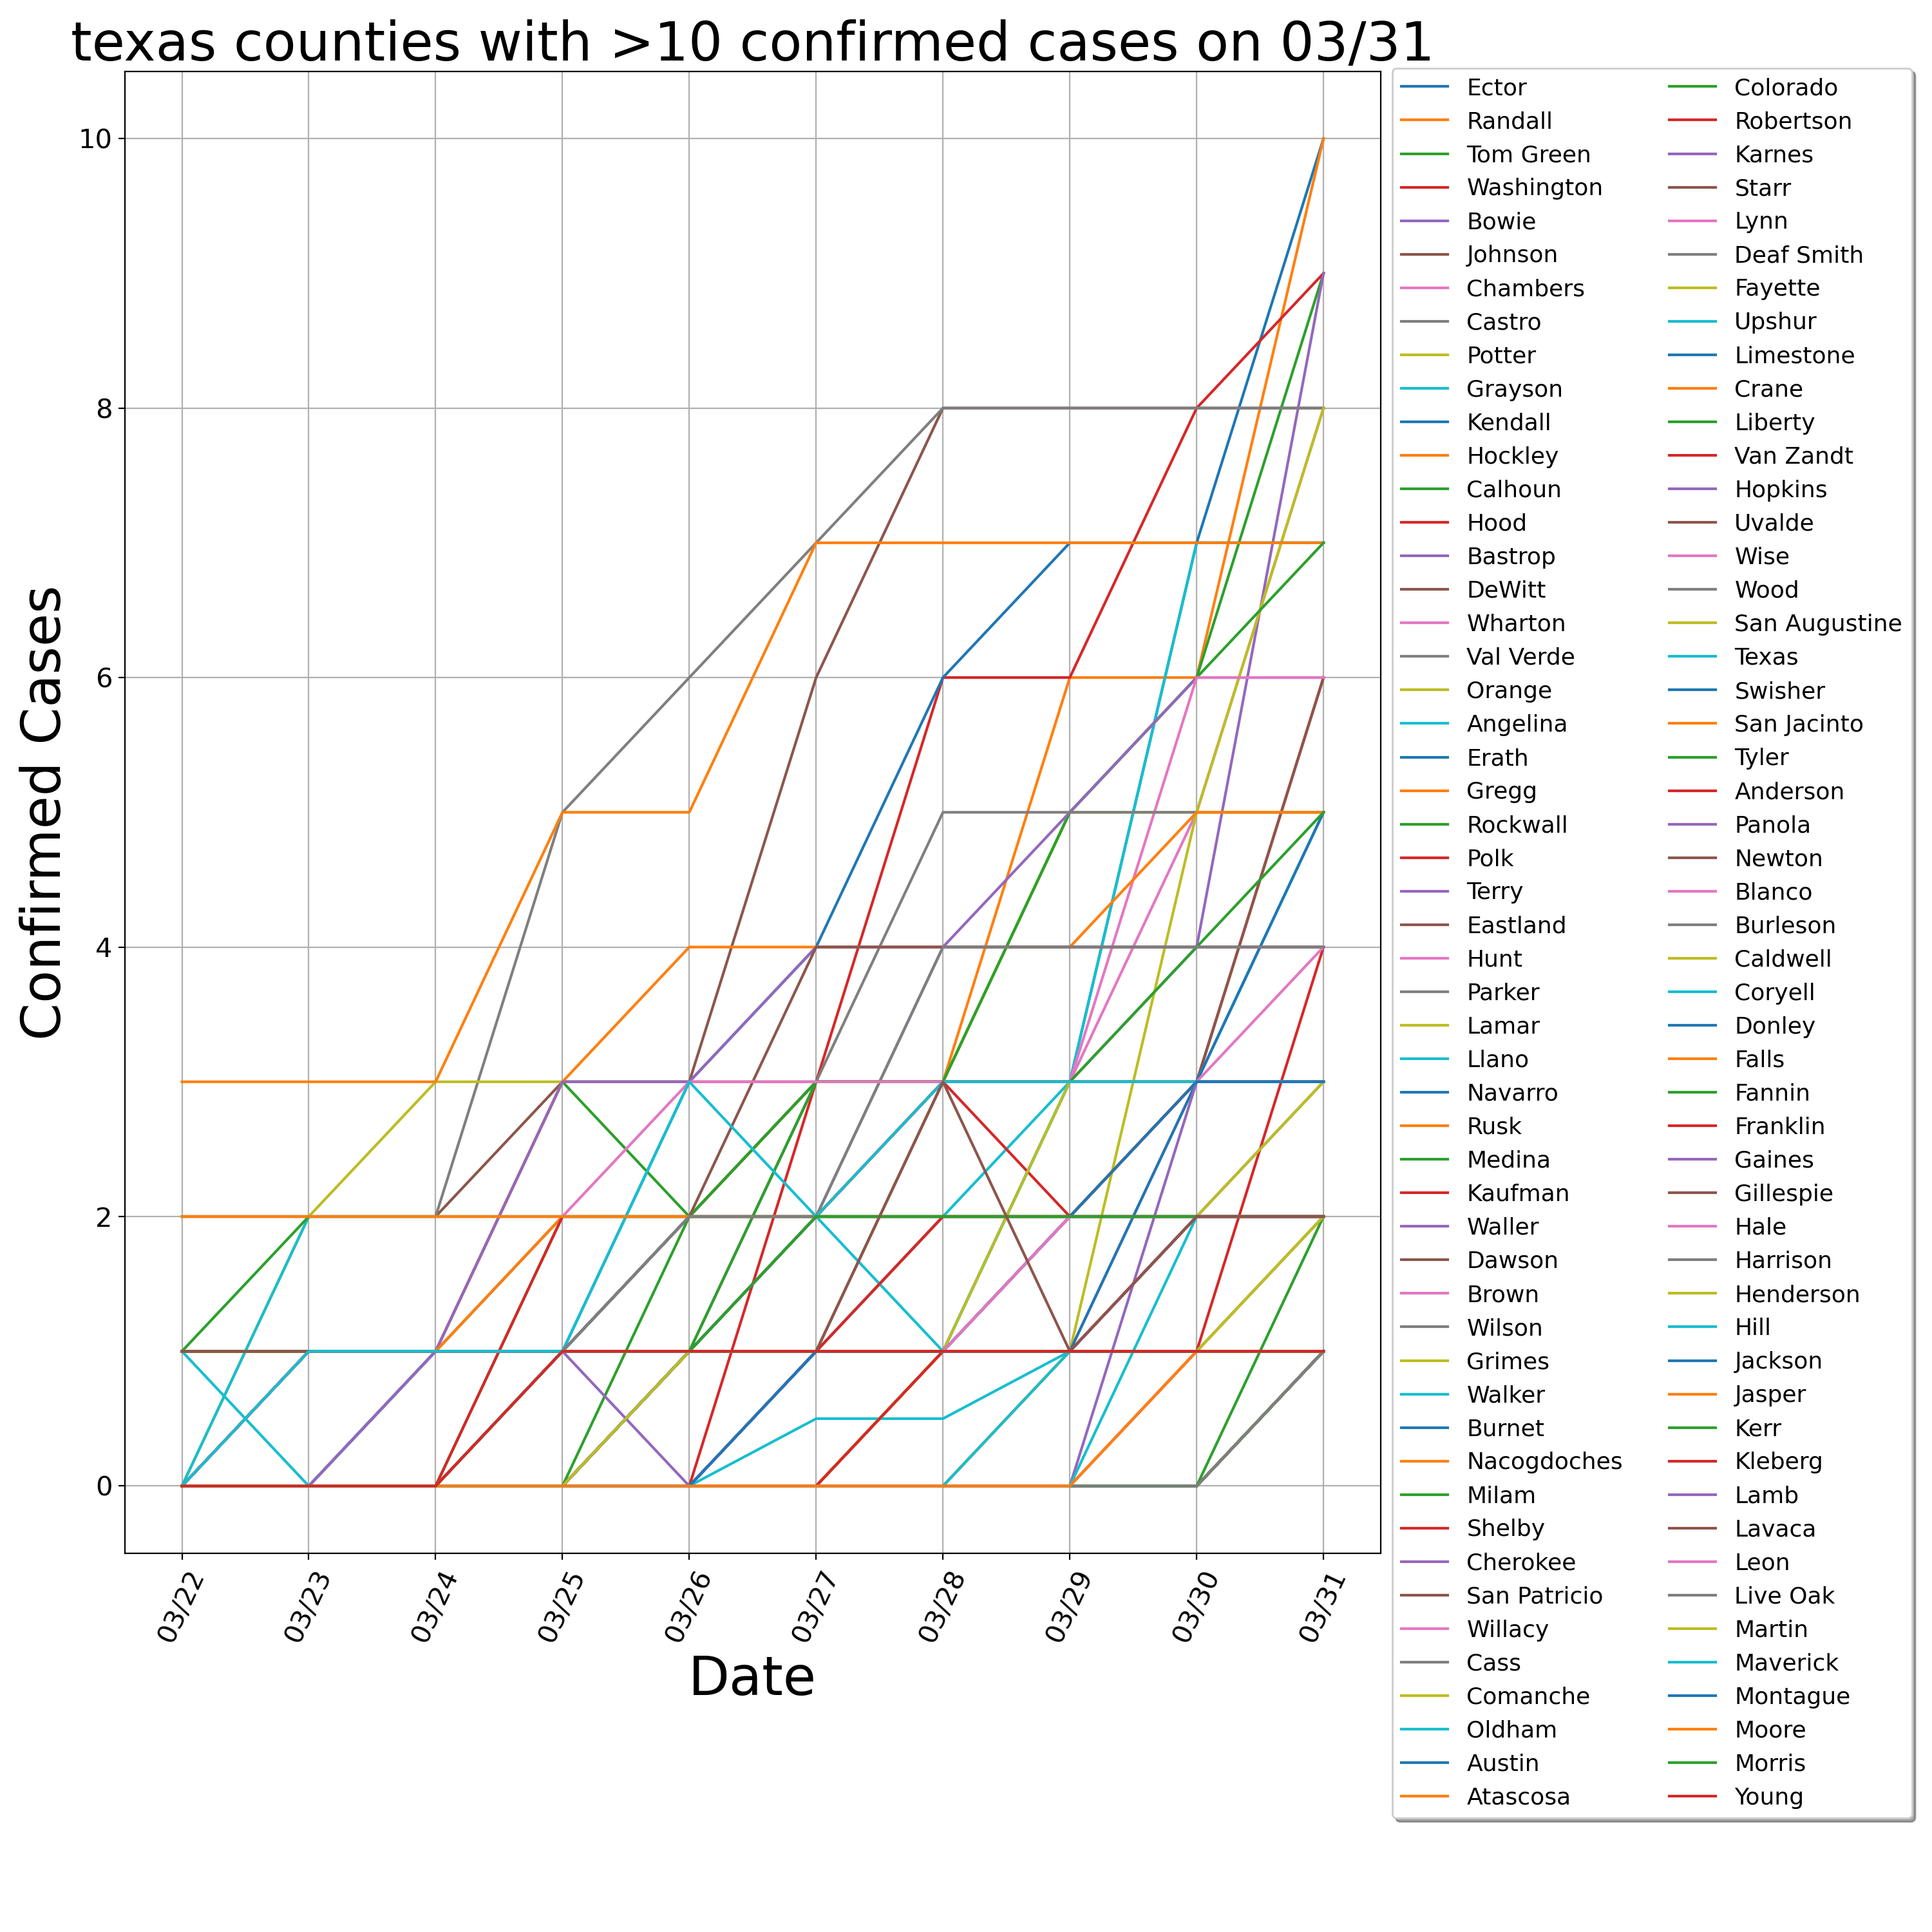 texas counties with >10 confirmed cases on 03/31
Confirmed Cases
10
8
6
4
2
0
03/22
03/23
03/24
03/25
03/26
03/27
03/28
03/29
03/30
03/31
Date
Ector
Randall
Tom Green
Washington
Bowie
Johnson
Chambers
Castro
Potter
Grayson
Kendall
Hockley
Calhoun
Hood
Bastrop
DeWitt
Wharton
Val Verde
Orange
Angelina
Erath
Gregg
Rockwall
Polk
Terry
Eastland
Hunt
Parker
Lamar
Llano
Navarro
Rusk
Medina
Kaufman
Waller
Dawson
Brown
Wilson
Grimes
Walker
Burnet
Nacogdoches
Milam
Shelby
Cherokee
San Patricio
Willacy
Cass
Comanche
Oldham
Austin
Atascosa
Colorado
Robertson
Karnes
Starr
Lynn
Deaf Smith
Fayette
Upshur
Limestone
Crane
Liberty
Van Zandt
Hopkins
Uvalde
Wise
Wood
San Augustine
Texas
Swisher
San Jacinto
Tyler
Anderson
Panola
Newton
Blanco
Burleson
Caldwell
Coryell
Donley
Falls
Fannin
Franklin
Gaines
Gillespie
Hale
Harrison
Henderson
Hill
Jackson
Jasper
Kerr
Kleberg
Lamb
Lavaca
Leon
Live Oak
Martin
Maverick
Montague
Moore
Morris
Young